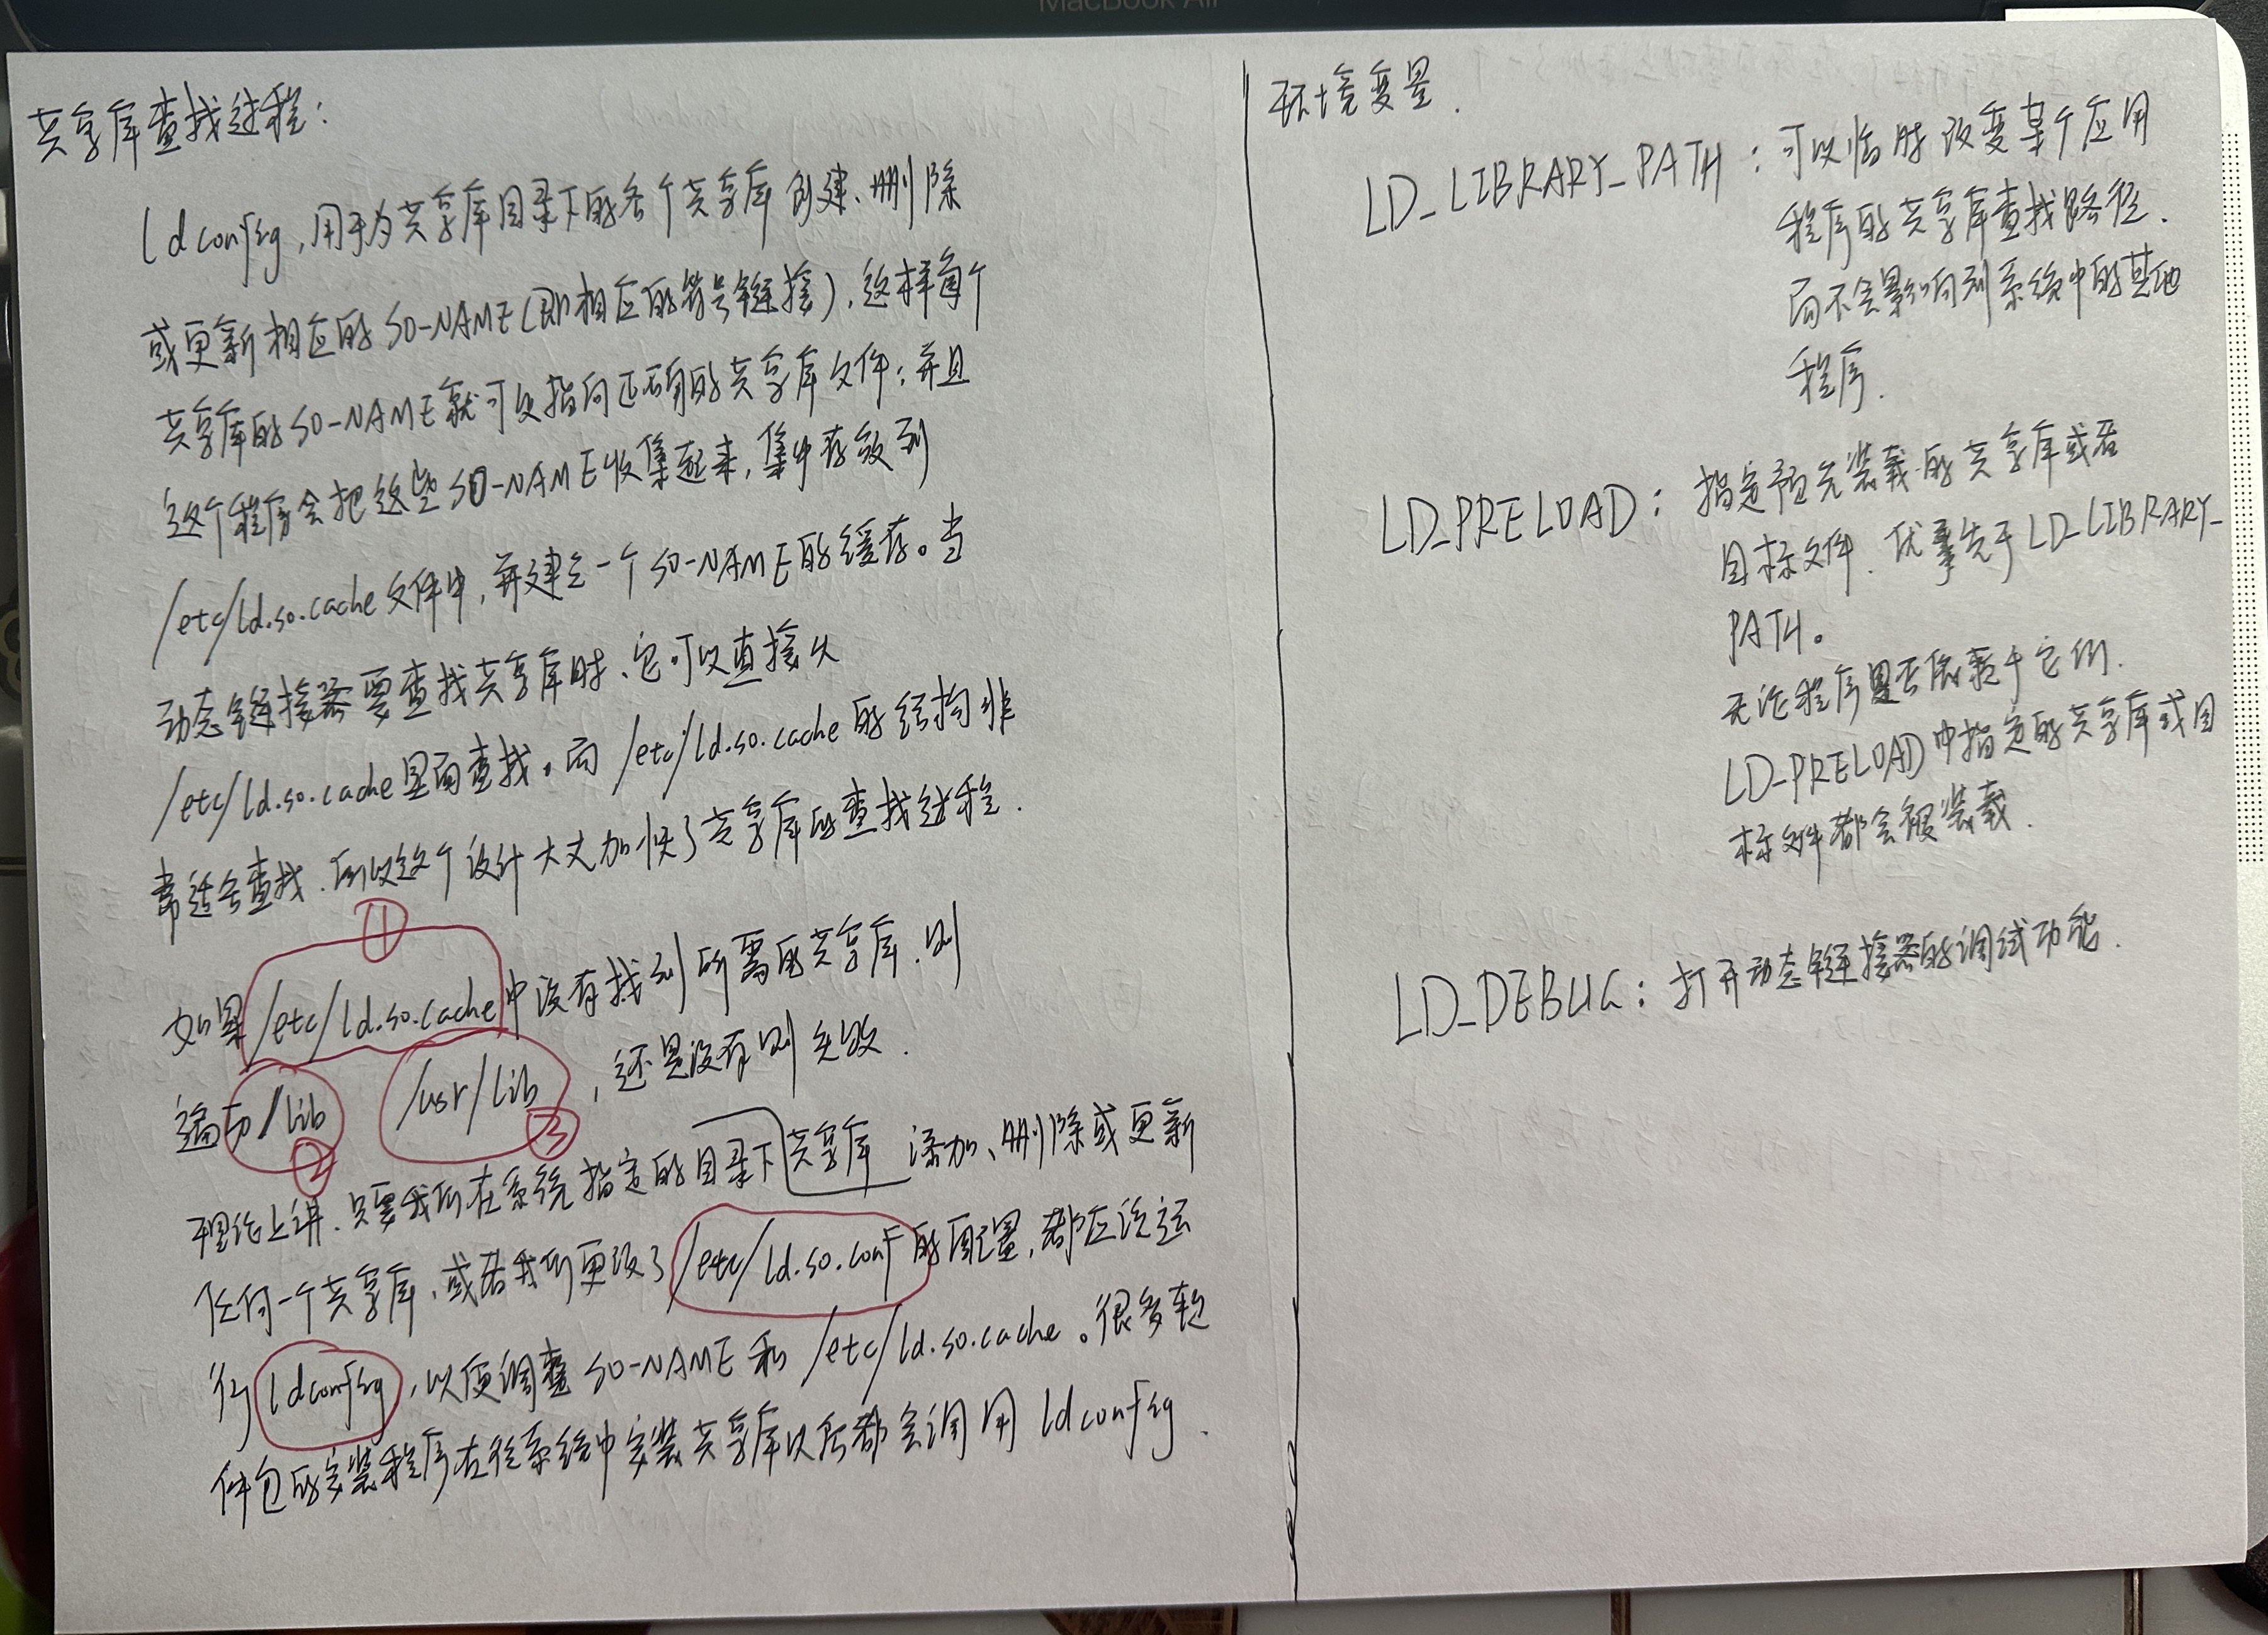 MacBook Air
共享库查找过程：
ldconfig，用于为共享库目录下的各个共享库创建、删除
或更新相应的SO-NAME（即相应的符号链接），这样每个
共享库的SO-NAME就可以指向正确的共享库文件；并且
这个程序会把这些SO-NAME收集起来，集中存放到
/etc/ld.so.cache文件中，并建立一个SO-NAME的缓存。当
动态链接器要查找共享库时，它可以直接从
/etc/ld.so.cache里面查找。而/etc/ld.so.cache的结构非
常适合查找，所以这个设计大大加快了共享库的查找过程.
①
如果/etc/ld.so.cache中没有找到所需的共享库，则
遍历/lib /usr/lib，还是没有则失败.
② ③
理论上讲，只要我们在系统指定的目录下共享库 添加、删除或更新
任何一个共享库，或者我们更改了/etc/ld.so.conf的配置，都应该运
行ldconfig，以便调整SO-NAME和/etc/ld.so.cache。很多软
件包的安装程序在往系统中安装共享库以后都会调用ldconfig.
环境变量.
LD_LIBRARY_PATH：可以临时改变某个应用
程序的共享库查找路径.
而不会影响到系统中的其他
程序.
LD_PRELOAD：指定预先装载的共享库或者
目标文件.优先于LD_LIBRARY_
PATH。
无论程序是否依赖于它们.
LD_PRELOAD中指定的共享库或目
标文件都会被装载.
LD_DEBUG：打开动态链接器的调试功能.